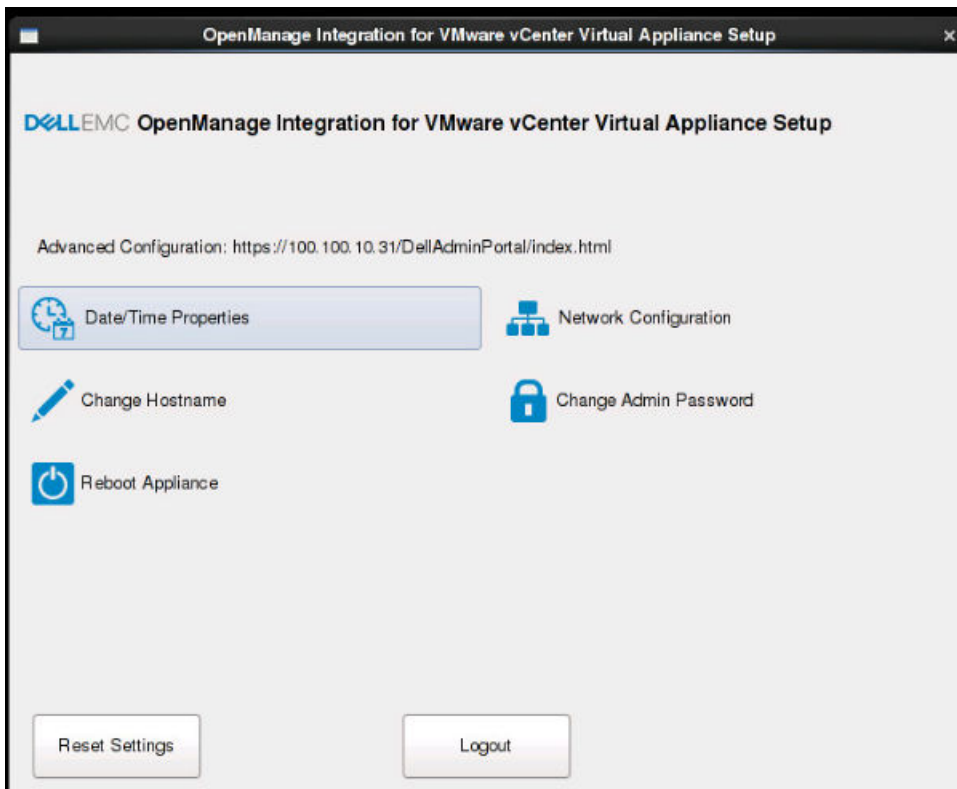 OpenManage Integration for VMware vCenter Virtual Appliance Setup
DELLEMC OpenManage Integration for VMware vCenter Virtual Appliance Setup
Advanced Configuration: https://100.100.10.31/DellAdminPortal/index.html
7 Date/Time Properties
Network Configuration
Change Hostname
Change Admin Password
Reboot Appliance
Reset Settings
Logout